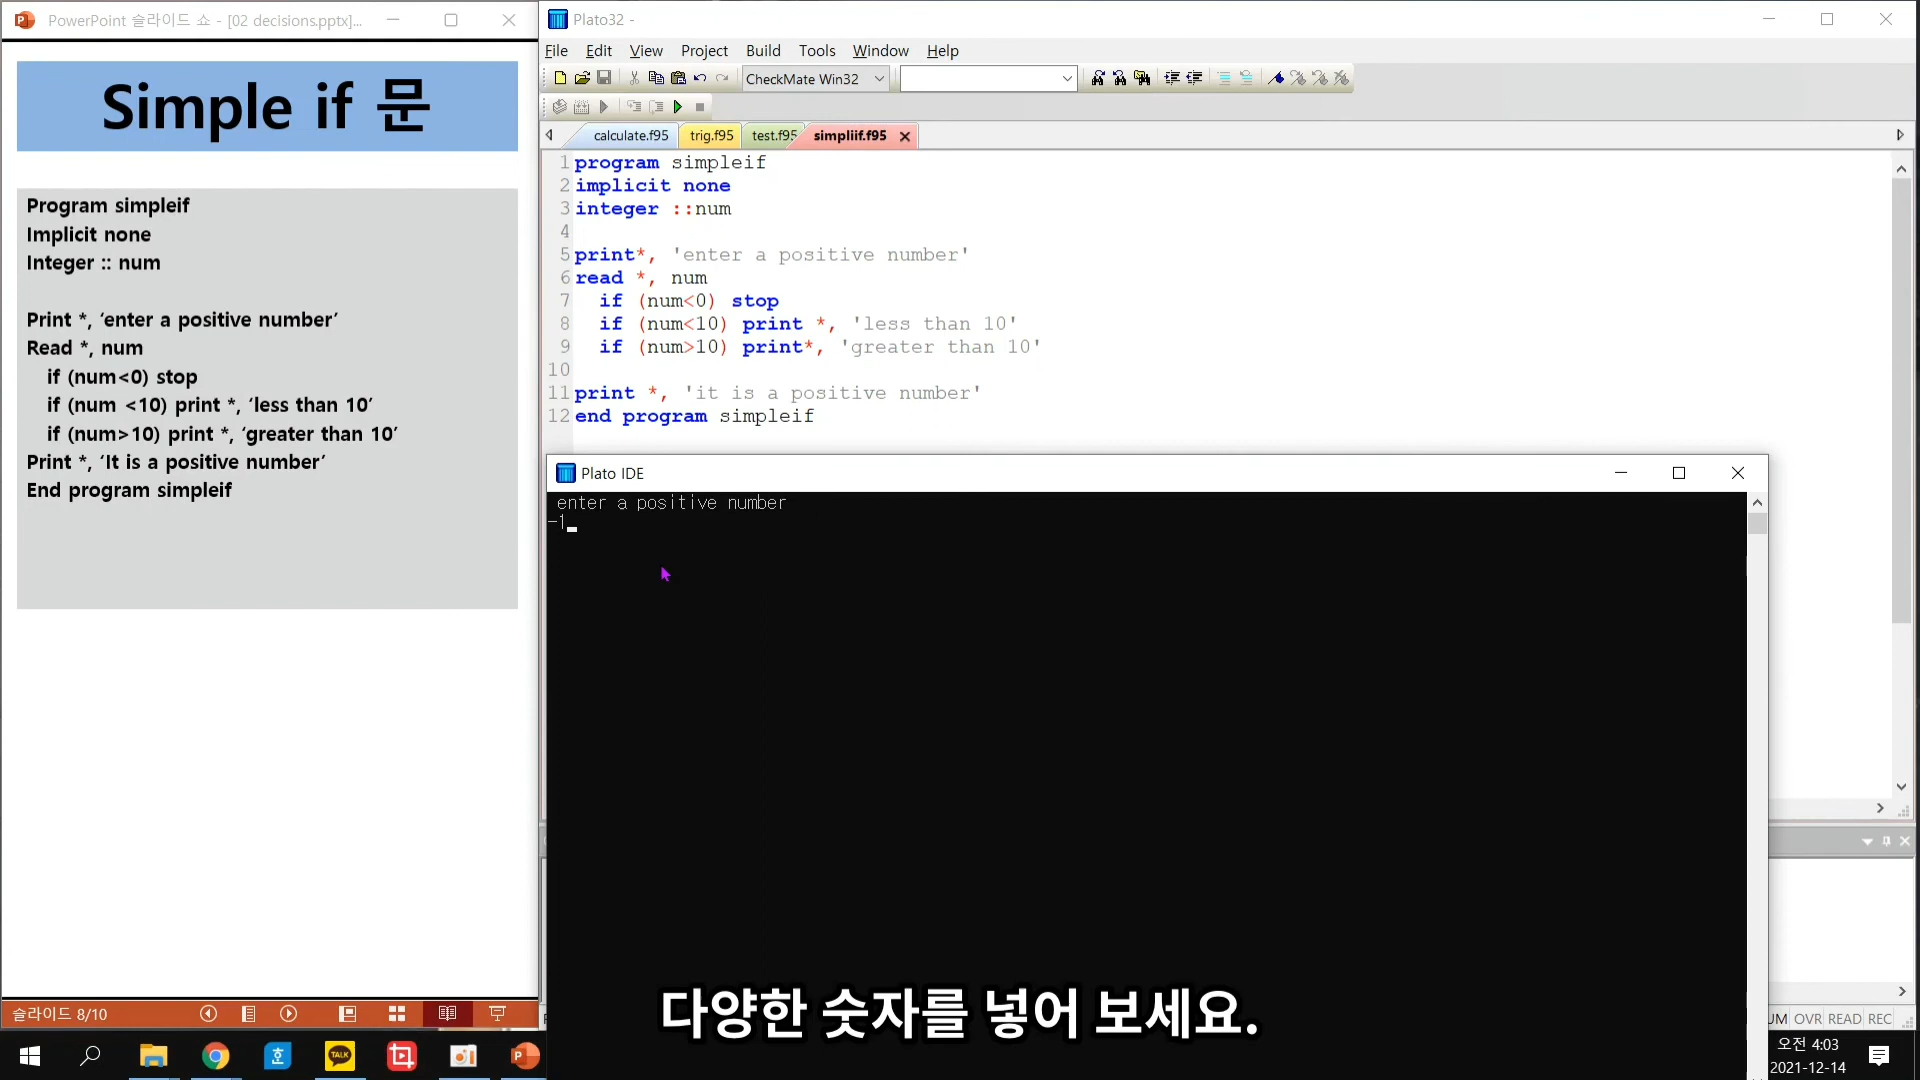 PowerPoint 슬라이드 쇼 - [02 decisions.pptx]...
Simple if 문
Program simpleif
Implicit none
Integer :: num
Print *, ‘enter a positive number’
Read *, num
if (num<0) stop
if (num <10) print *, ‘less than 10’
if (num>10) print *, ‘greater than 10’
Print *, ‘It is a positive number’
End program simpleif
슬라이드 8/10
Plato32 -
File Edit View Project Build Tools Window Help
CheckMate Win32
calculate.f95 trig.f95 test.f95 simpliif.f95
1 program simpleif
2 implicit none
3 integer ::num
4
5 print*, 'enter a positive number'
6 read *, num
7 if (num<0) stop
8 if (num<10) print *, 'less than 10'
9 if (num>10) print*, 'greater than 10'
10
11 print *, 'it is a positive number'
12 end program simpleif
Plato IDE
enter a positive number
-1
다양한 숫자를 넣어 보세요.
UM OVR READ REC
TALK
오전 4:03
2021-12-14